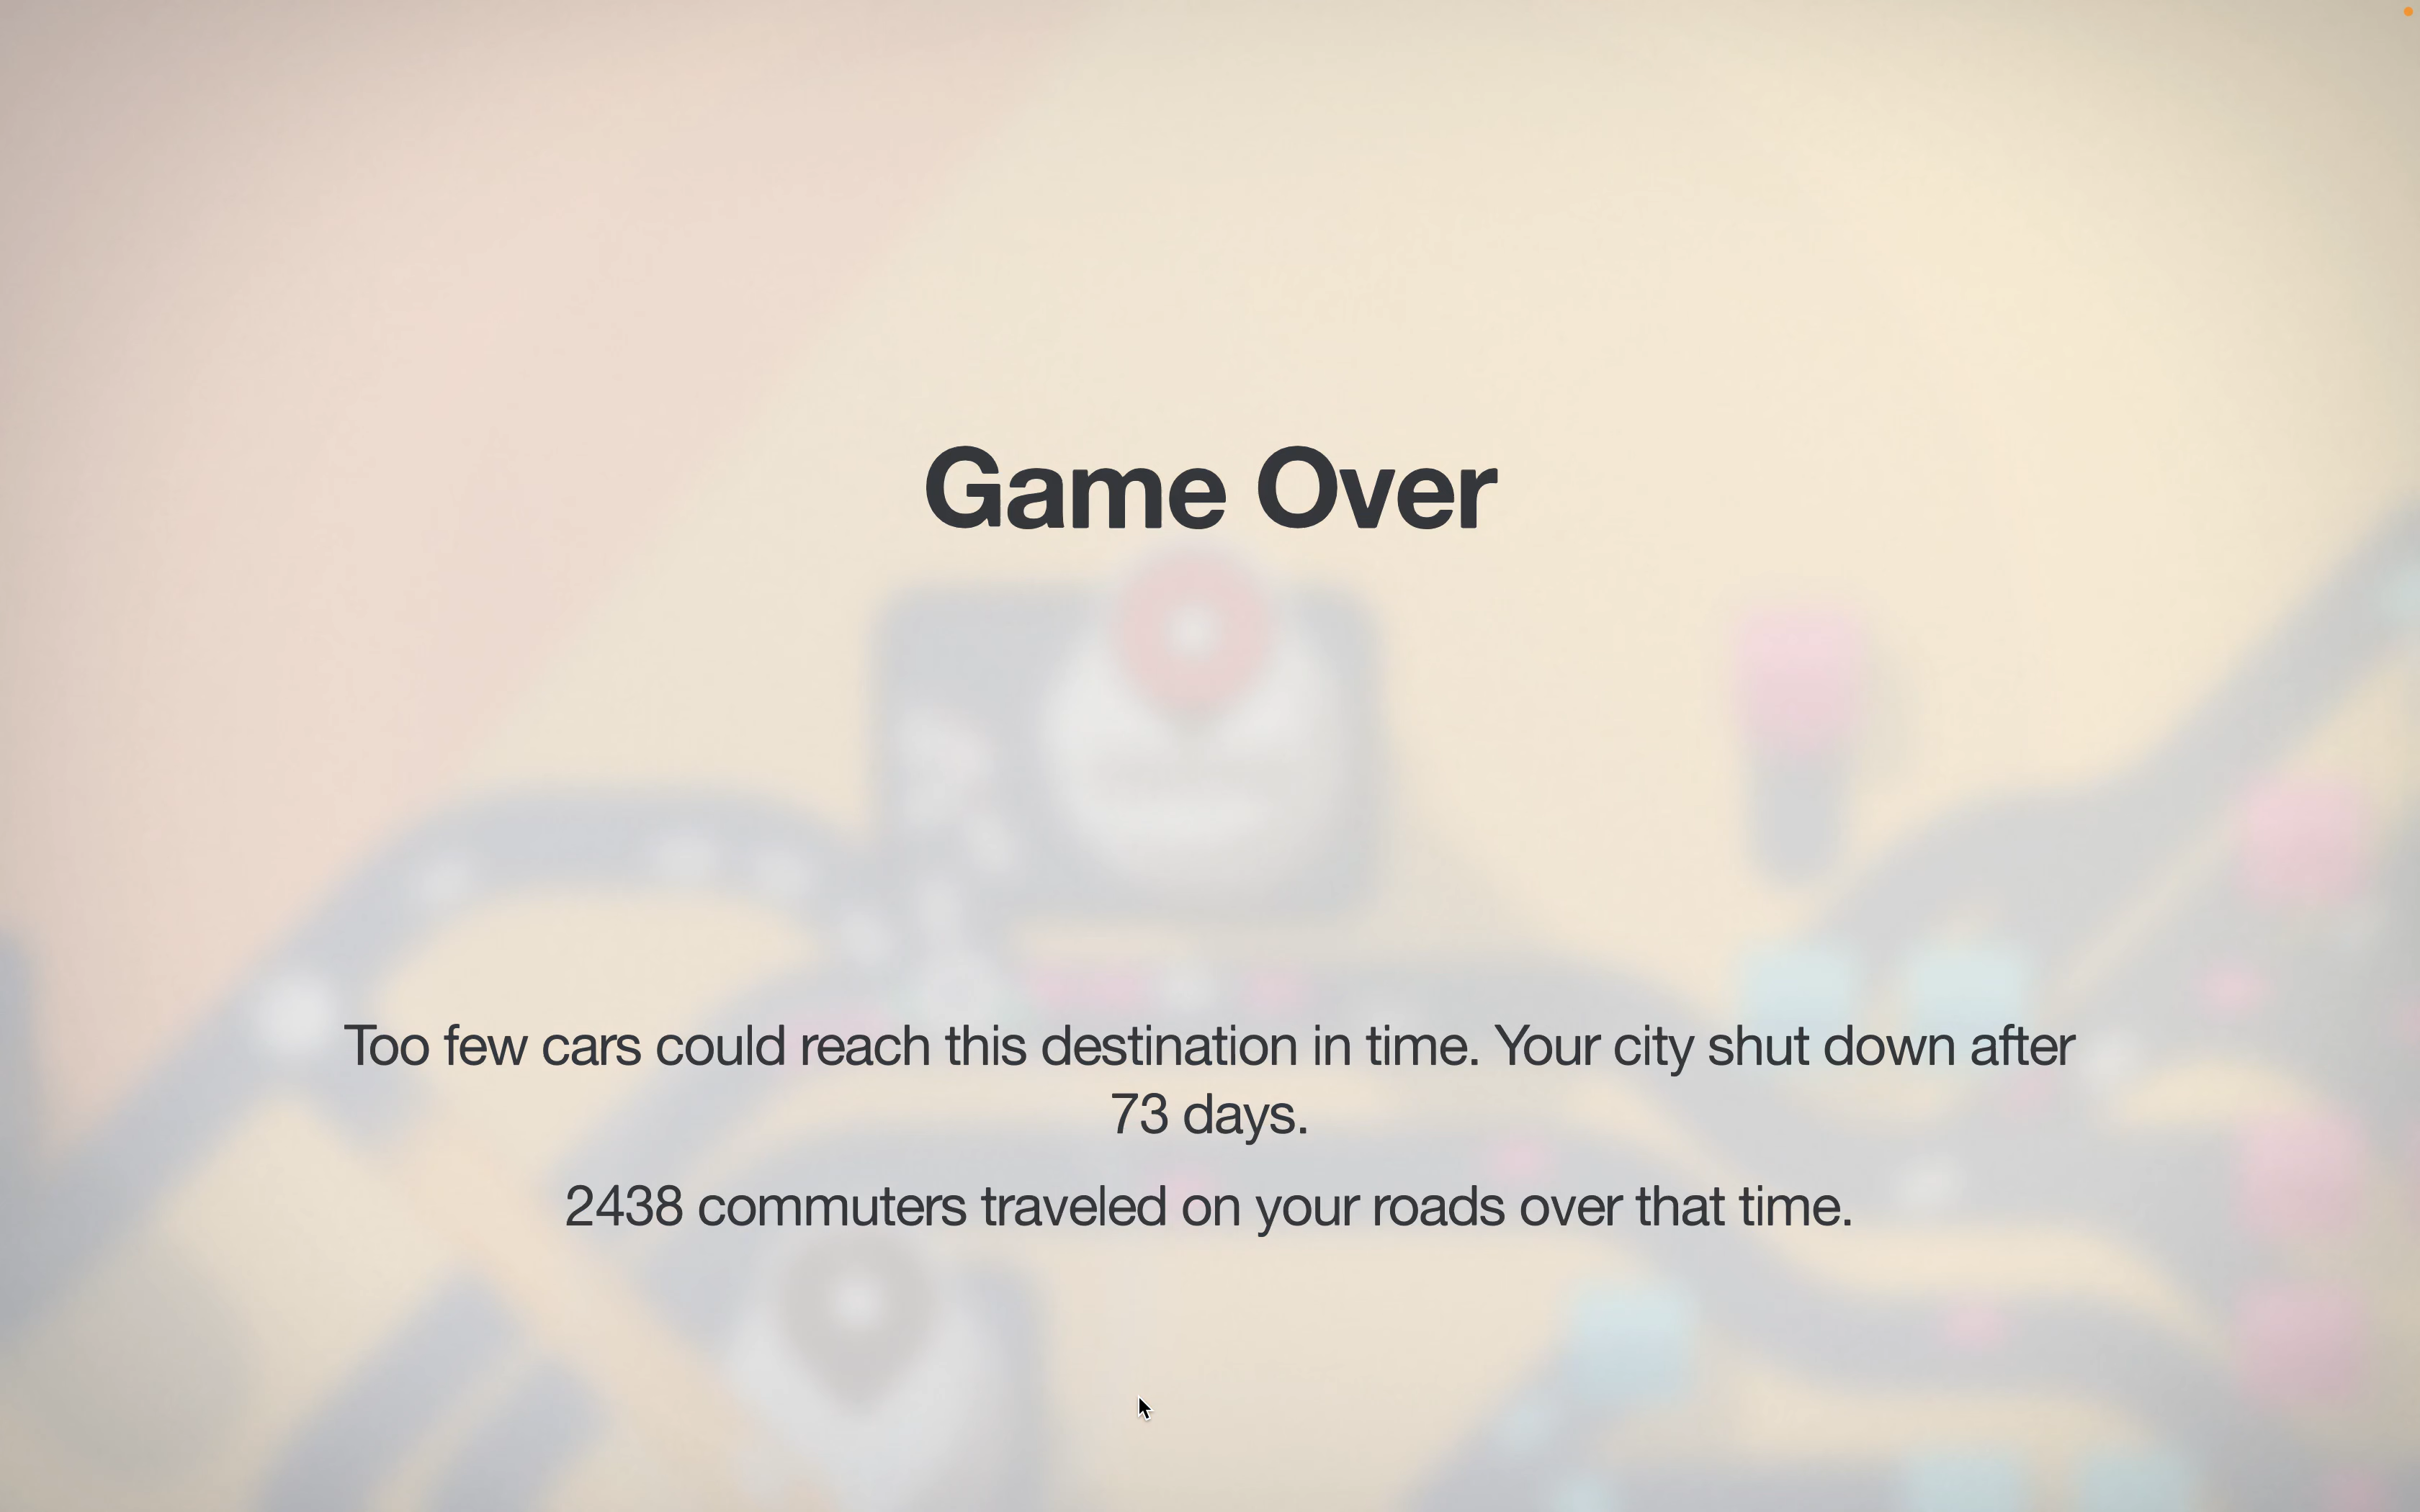 Game Over
Too few cars could reach this destination in time. Your city shut down after
73 days.
2438 commuters traveled on your roads over that time.